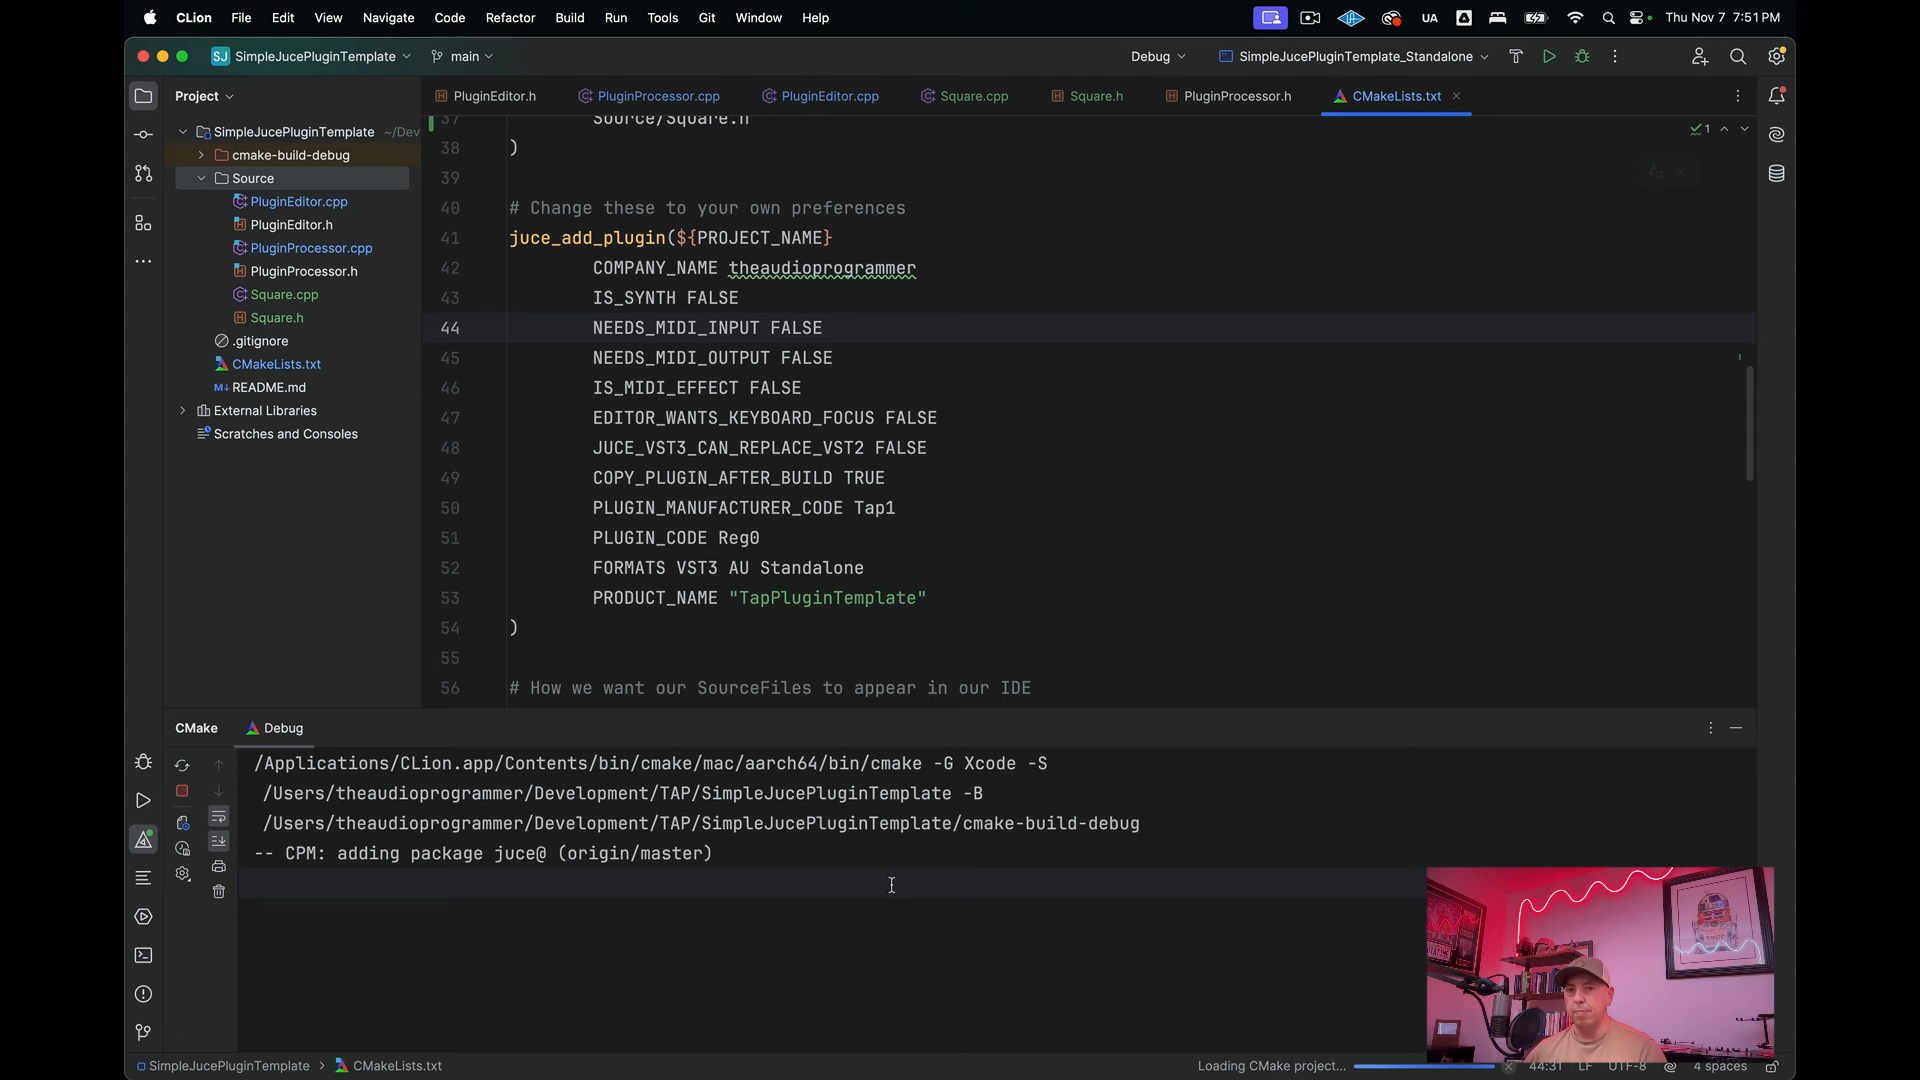 CLion File Edit View Navigate Code Refactor Build Run Tools Git Window Help UA Thu Nov 7 7:51 PM
SJ SimpleJucePluginTemplate main Debug SimpleJucePluginTemplate_Standalone
Project
PluginEditor.h PluginProcessor.cpp PluginEditor.cpp Square.cpp Square.h PluginProcessor.h CMakeLists.txt
SimpleJucePluginTemplate ~/Dev
cmake-build-debug
Source
PluginEditor.cpp
PluginEditor.h
PluginProcessor.cpp
PluginProcessor.h
Square.cpp
Square.h
.gitignore
CMakeLists.txt
README.md
External Libraries
Scratches and Consoles
1
37 Source/Square.h
38 )
39
40 # Change these to your own preferences
41 juce_add_plugin(${PROJECT_NAME}
42 COMPANY_NAME theaudioprogrammer
43 IS_SYNTH FALSE
44 NEEDS_MIDI_INPUT FALSE
45 NEEDS_MIDI_OUTPUT FALSE
46 IS_MIDI_EFFECT FALSE
47 EDITOR_WANTS_KEYBOARD_FOCUS FALSE
48 JUCE_VST3_CAN_REPLACE_VST2 FALSE
49 COPY_PLUGIN_AFTER_BUILD TRUE
50 PLUGIN_MANUFACTURER_CODE Tap1
51 PLUGIN_CODE Reg0
52 FORMATS VST3 AU Standalone
53 PRODUCT_NAME "TapPluginTemplate"
54 )
55
56 # How we want our SourceFiles to appear in our IDE
CMake Debug
/Applications/CLion.app/Contents/bin/cmake/mac/aarch64/bin/cmake -G Xcode -S
/Users/theaudioprogrammer/Development/TAP/SimpleJucePluginTemplate -B
/Users/theaudioprogrammer/Development/TAP/SimpleJucePluginTemplate/cmake-build-debug
-- CPM: adding package juce@ (origin/master)
SimpleJucePluginTemplate CMakeLists.txt Loading CMake project... 44:31 LF UTF-8 4 spaces